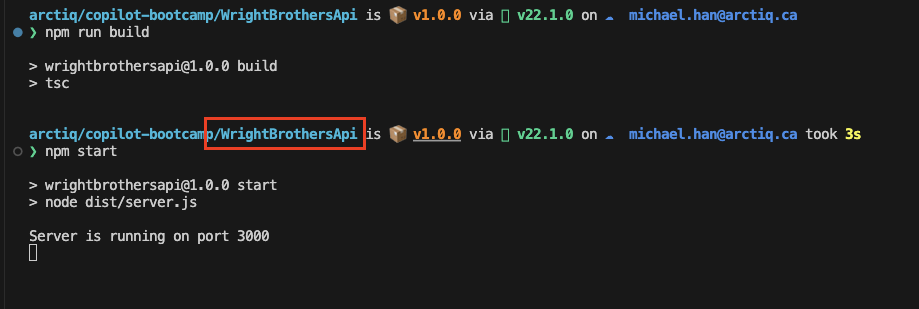 arctiq/copilot-bootcamp/WrightBrothersApi is 📦 v1.0.0 via  v22.1.0 on ☁ michael.han@arctiq.ca
❯ npm run build
> wrightbrothersapi@1.0.0 build
> tsc
arctiq/copilot-bootcamp/WrightBrothersApi is 📦 v1.0.0 via  v22.1.0 on ☁ michael.han@arctiq.ca took 3s
❯ npm start
> wrightbrothersapi@1.0.0 start
> node dist/server.js
Server is running on port 3000